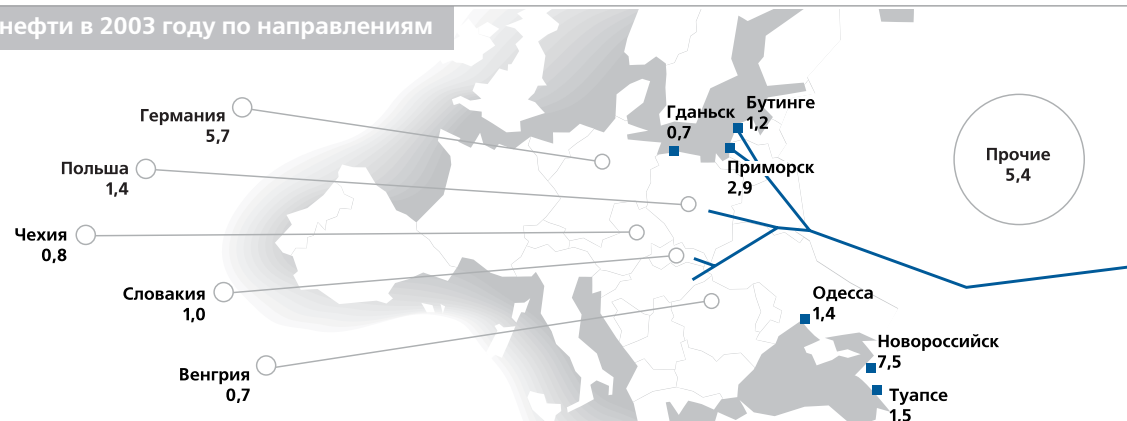 нефти в 2003 году по направлениям
Германия
5,7
Польша
1,4
Чехия
0,8
Словакия
1,0
Венгрия
0,7
Гданьск
0,7
Бутинге
1,2
Приморск
2,9
Прочие
5,4
Одесса
1,4
Новороссийск
7,5
Туапсе
1,5